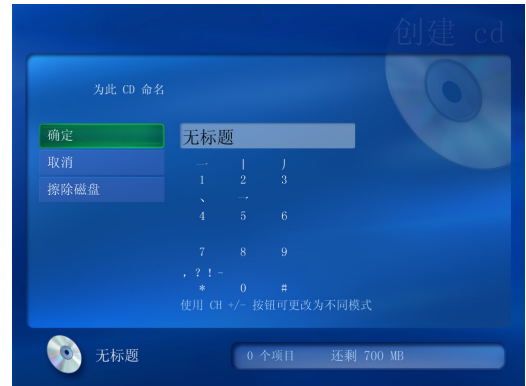 创建 cd
为此 CD 命名
确定
无标题
取消
擦除磁盘
一 丨 丿
1 2 3
、 乛
4 5 6
7 8 9
，?!~
* 0 #
使用 CH +/- 按钮可更改为不同模式
无标题
0 个项目 还剩 700 MB